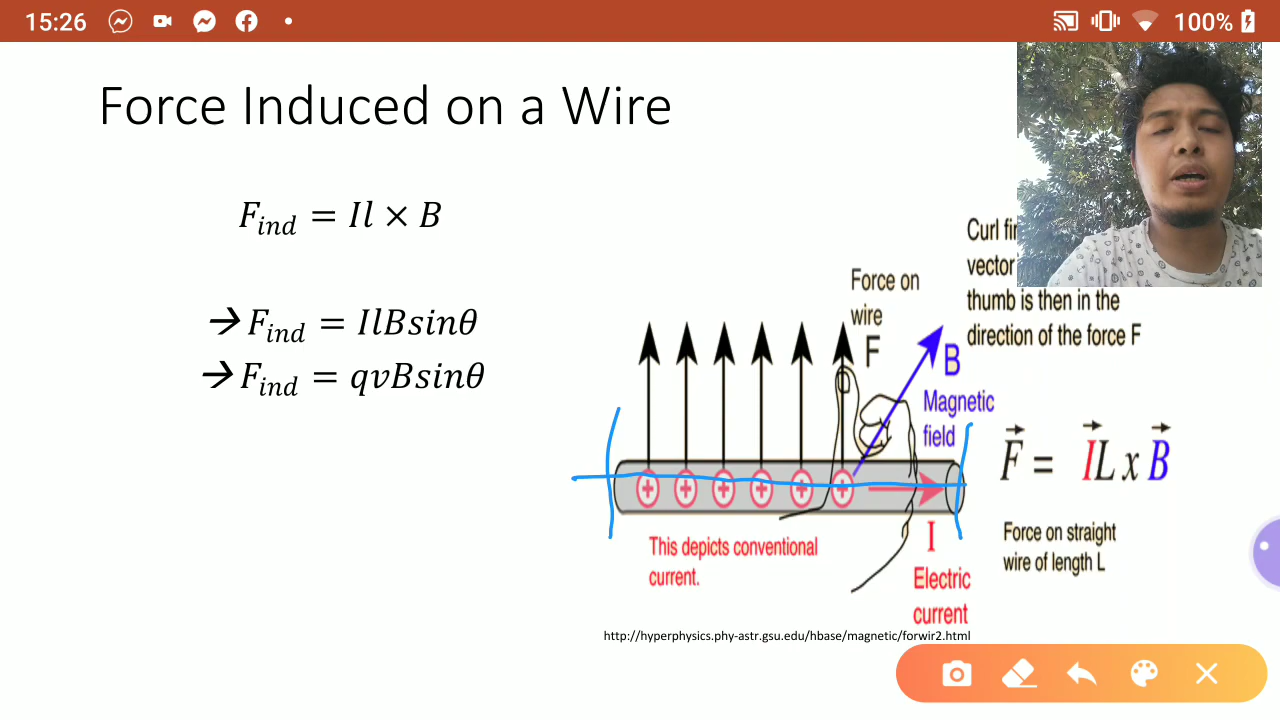 15:26
100%
Force Induced on a Wire
F_ind = Il × B
→ F_ind = IlBsinθ
→ F_ind = qvBsinθ
Curl
vector
thumb is then in the
direction of the force F
Force on
wire
F
B
Magnetic
field
F⃗ = I⃗L x B⃗
Force on straight
wire of length L
This depicts conventional
current.
I
Electric
current
http://hyperphysics.phy-astr.gsu.edu/hbase/magnetic/forwir2.html